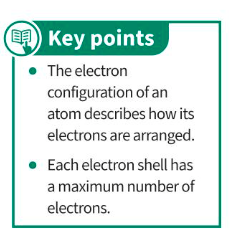 Key points
• The electron
configuration of an
atom describes how its
electrons are arranged.
• Each electron shell has
a maximum number of
electrons.